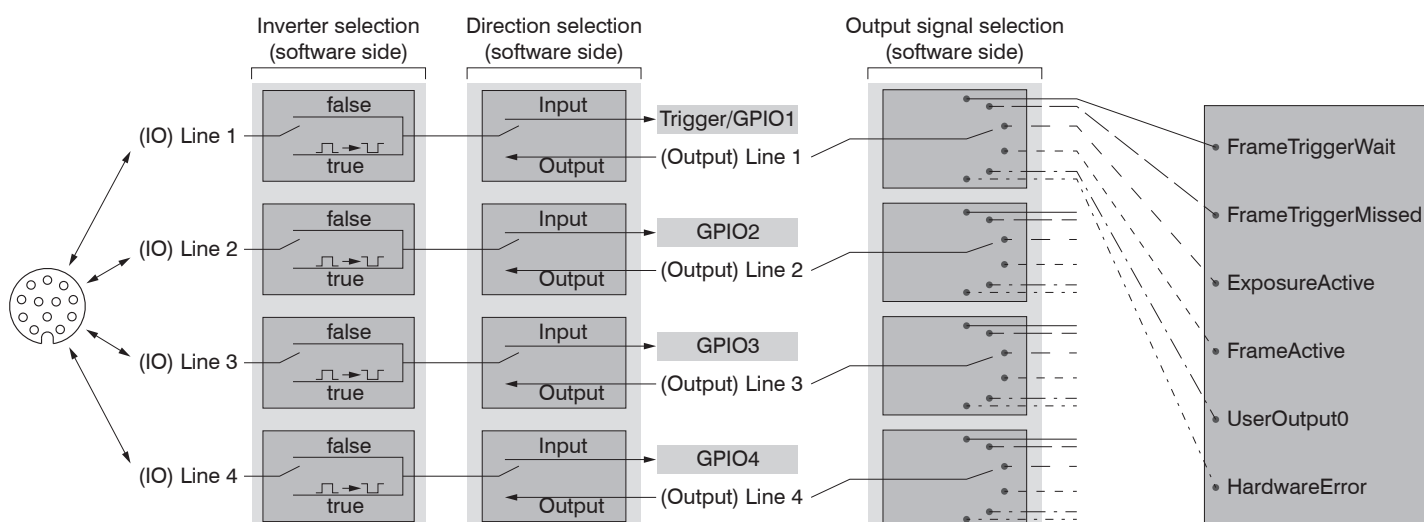 Inverter selection
(software side)
Direction selection
(software side)
Output signal selection
(software side)
(IO) Line 1
false
true
Input
Output
Trigger/GPIO1
(Output) Line 1
(IO) Line 2
false
true
Input
Output
GPIO2
(Output) Line 2
(IO) Line 3
false
true
Input
Output
GPIO3
(Output) Line 3
(IO) Line 4
false
true
Input
Output
GPIO4
(Output) Line 4
FrameTriggerWait
FrameTriggerMissed
ExposureActive
FrameActive
UserOutput0
HardwareError